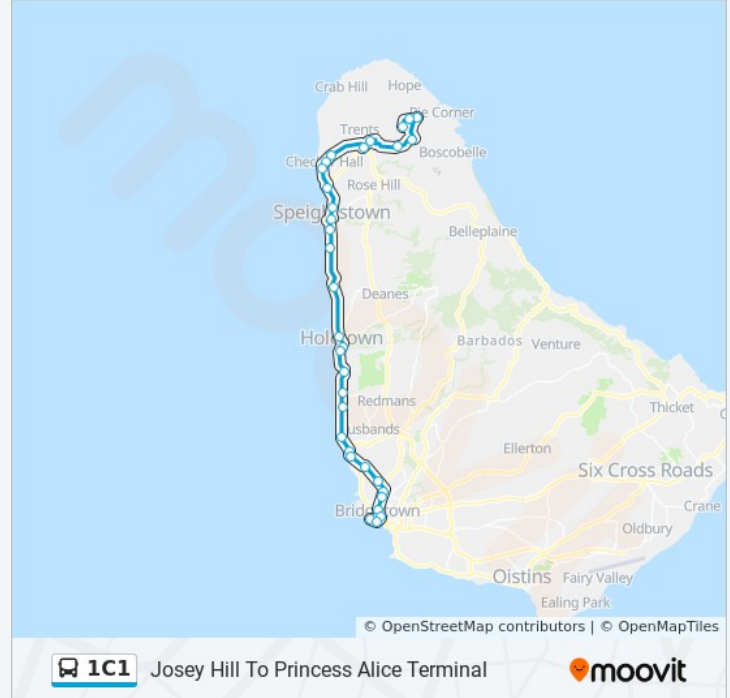 Crab Hill
Hope
Pie Corner
Trents
Boscobelle
Checker Hall
Rose Hill
Speightstown
Belleplaine
Deanes
Holetown
Barbados
Venture
Redmans
Thicket
usbands
Ellerton
Six Cross Roads
Bridgetown
Crane
Oldbury
Oistins
Fairy Valley
Ealing Park
© OpenStreetMap contributors | © OpenMapTiles
1C1
Josey Hill To Princess Alice Terminal
moovit